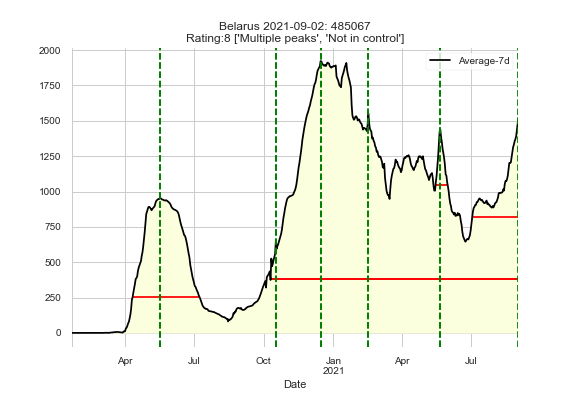 Belarus 2021-09-02: 485067
Rating:8 ['Multiple peaks', 'Not in control']
Average-7d
2000
1750
1500
1250
1000
750
500
250
0
Apr
Jul
Oct
Jan
2021
Apr
Jul
Date